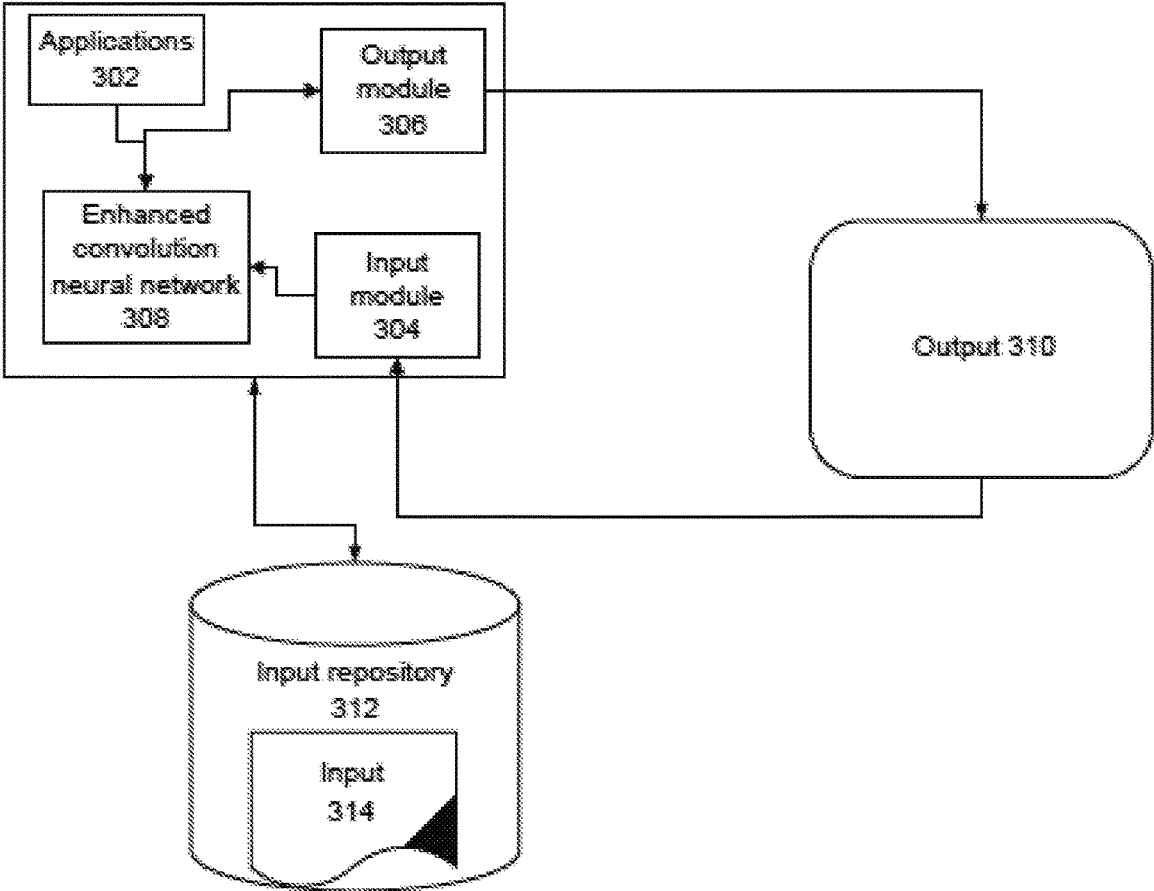 Applications
302
Output
module
306
Enhanced
convolution
neural network
308
Input
module
304
Output 310
Input repository
312
Input
314